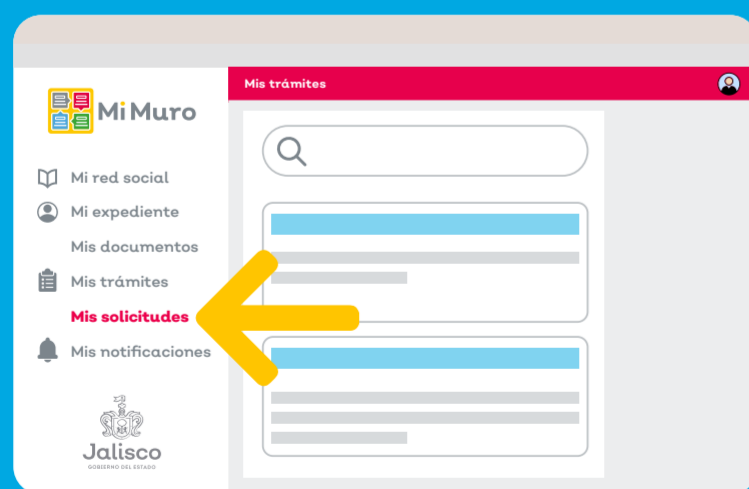 Mi Muro
Mis trámites
Mi red social
Mi expediente
Mis documentos
Mis trámites
Mis solicitudes
Mis notificaciones
Jalisco
GOBIERNO DEL ESTADO